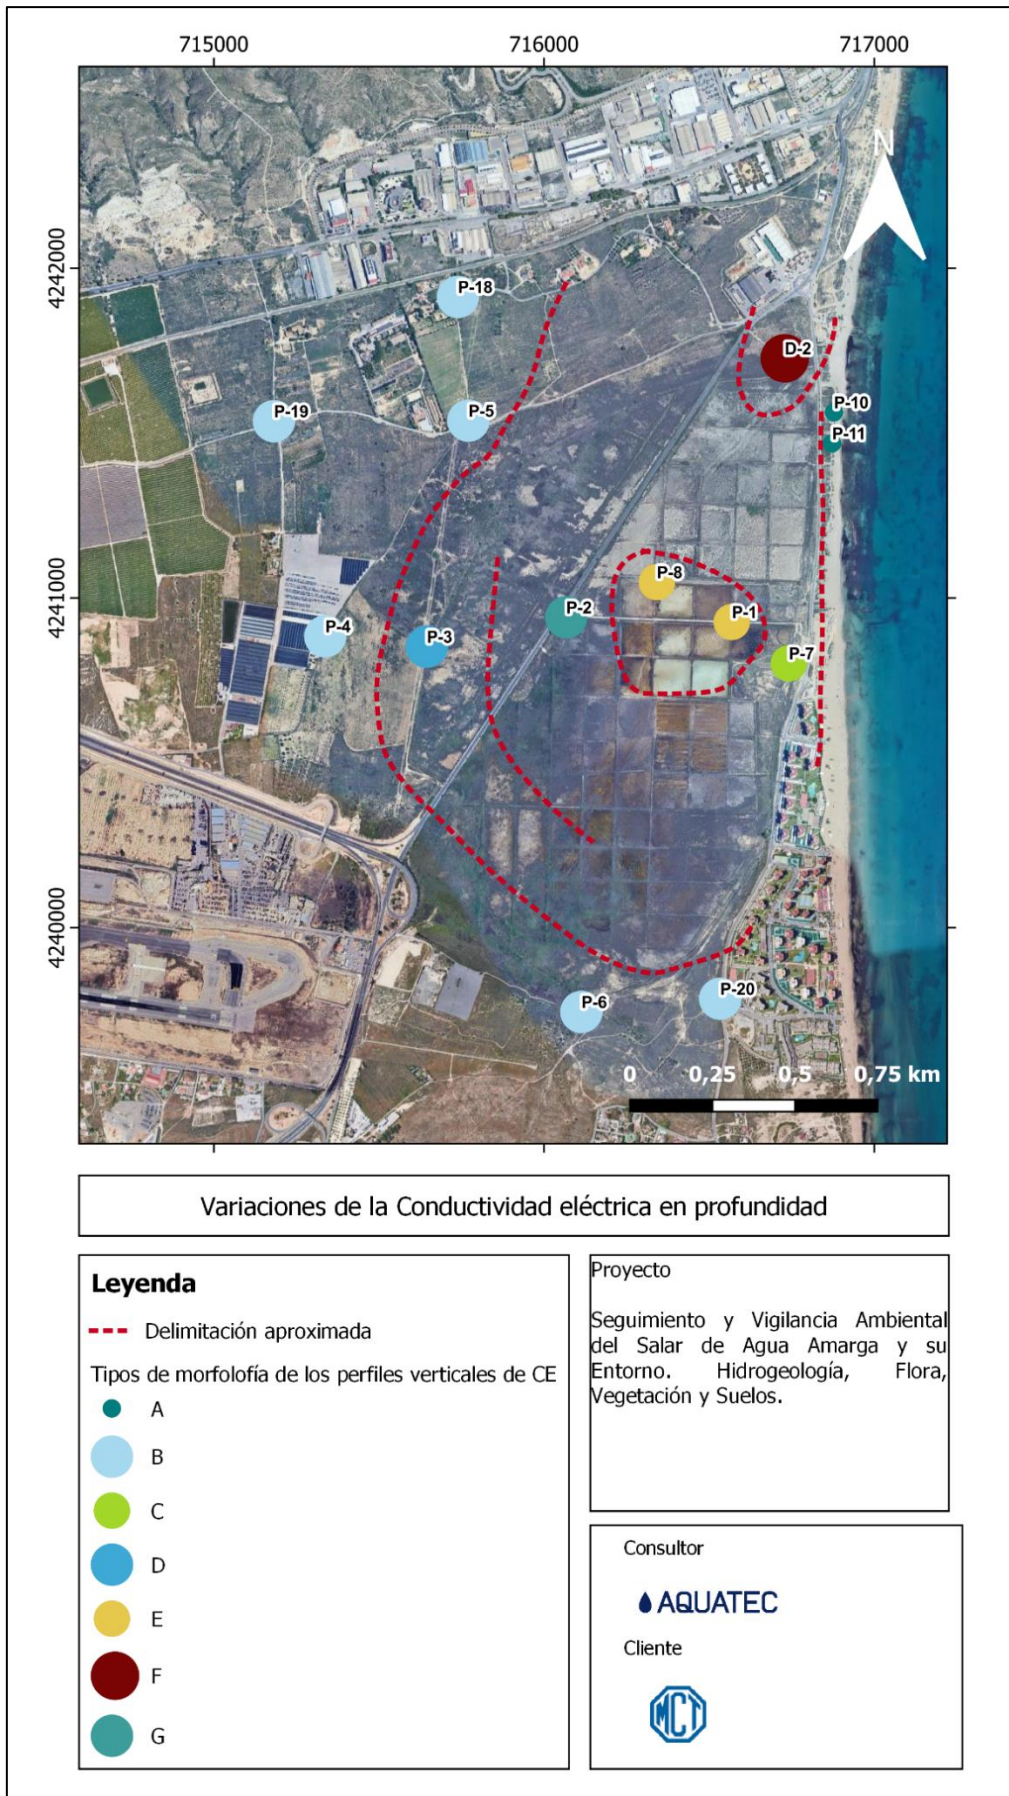 715000
716000
717000
N
4242000
4241000
4240000
P-18
D-2
P-19
P-5
P-10
P-11
P-8
P-2
P-1
P-4
P-3
P-7
P-6
P-20
0 0,25 0,5 0,75 km
Variaciones de la Conductividad eléctrica en profundidad
Leyenda
Delimitación aproximada
Tipos de morfolofía de los perfiles verticales de CE
A
B
C
D
E
F
G
Proyecto
Seguimiento y Vigilancia Ambiental
del Salar de Agua Amarga y su
Entorno. Hidrogeología, Flora,
Vegetación y Suelos.
Consultor
AQUATEC
Cliente
MCT